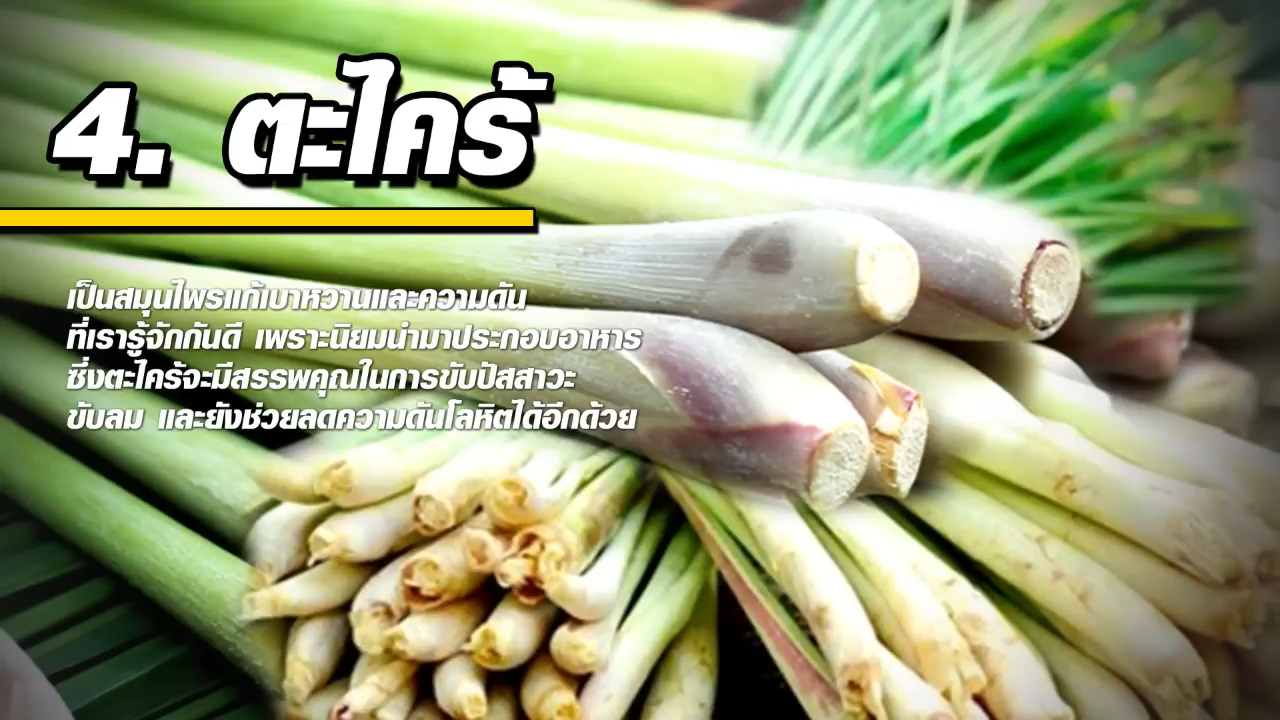 4. ตะไคร้
เป็นสมุนไพรแก้เบาหวานและความดัน
ที่เรารู้จักกันดี เพราะนิยมนำมาประกอบอาหาร
ซึ่งตะไคร้จะมีสรรพคุณในการขับปัสสาวะ
ขับลม และยังช่วยลดความดันโลหิตได้อีกด้วย